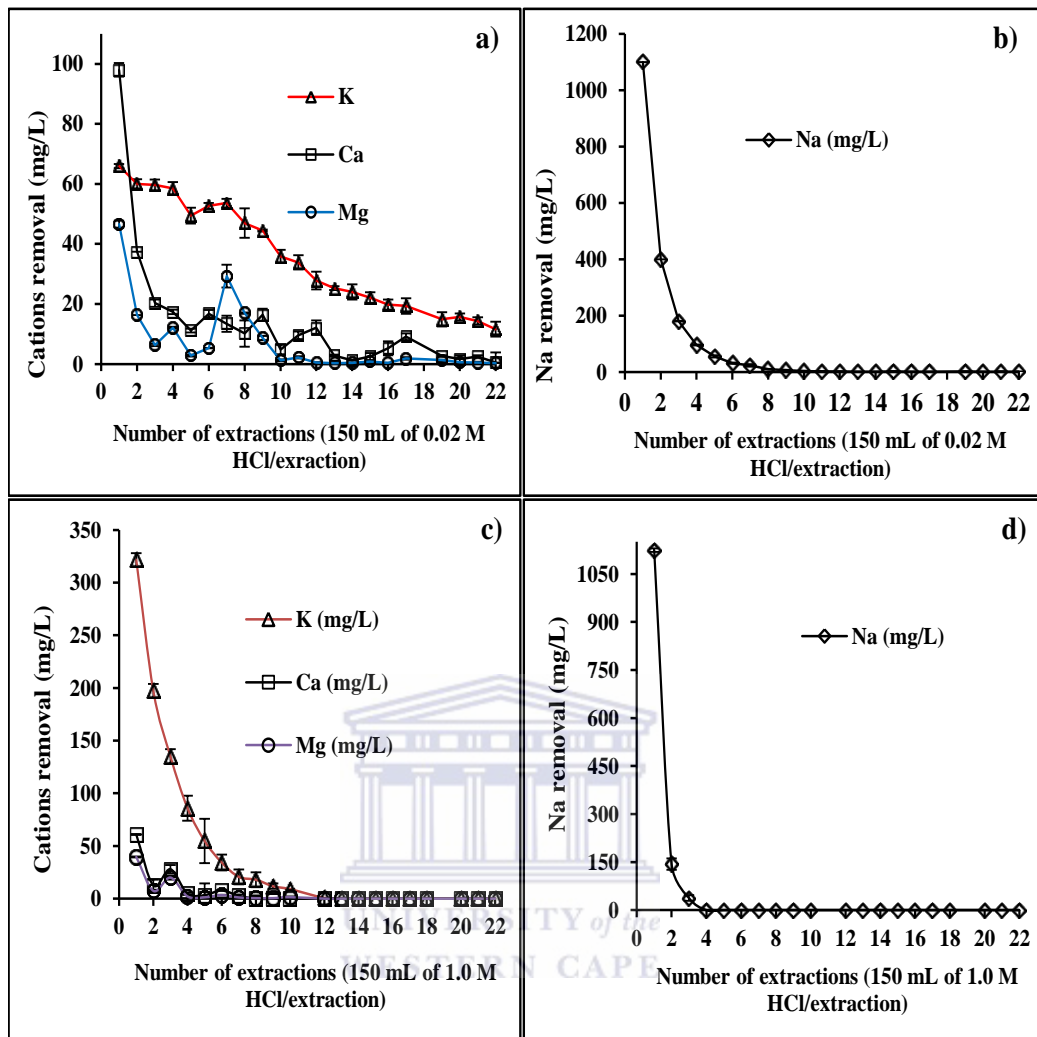 a)
Cations removal (mg/L)
100
80
60
40
20
0
K
Ca
Mg
0 2 4 6 8 10 12 14 16 18 20 22
Number of extractions (150 mL of 0.02 M
HCl/exraction)
b)
Na removal (mg/L)
1200
1000
800
600
400
200
0
Na (mg/L)
0 2 4 6 8 10 12 14 16 18 20 22
Number of extractions (150 mL of 0.02 M
HCl/extraction)
c)
Cations removal (mg/L)
350
300
250
200
150
100
50
0
K (mg/L)
Ca (mg/L)
Mg (mg/L)
0 2 4 6 8 10 12 14 16 18 20 22
Number of extractions (150 mL of 1.0 M
HCl/extraction)
d)
Na removal (mg/L)
1050
900
750
600
450
300
150
0
Na (mg/L)
0 2 4 6 8 10 12 14 16 18 20 22
Number of extractions (150 mL of 1.0 M
HCl/extraction)
UNIVERSITY of the
WESTERN CAPE